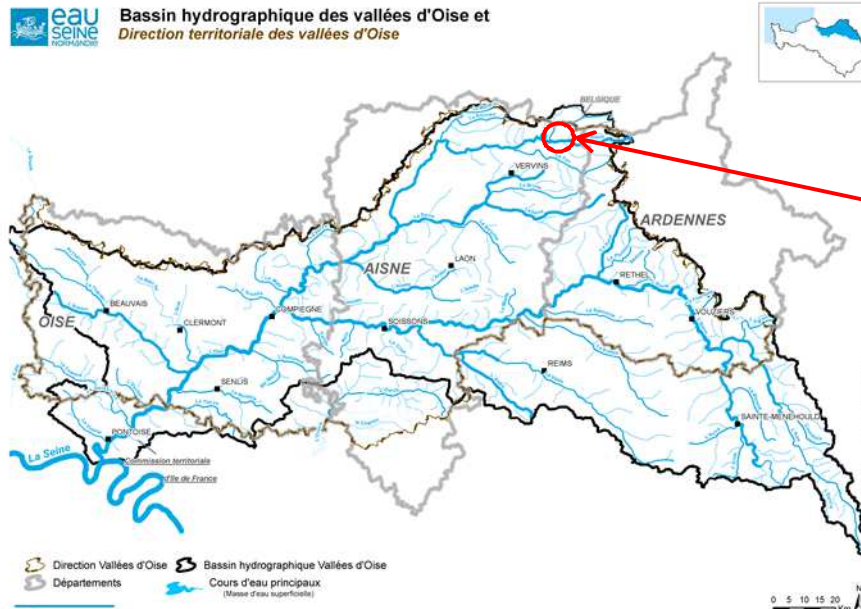 eau
SEINE
NORMANDIE
Bassin hydrographique des vallées d'Oise et
Direction territoriale des vallées d'Oise
BELGIQUE
VERVINS
ARDENNES
AISNE
LAON
RETHEL
BEAUVAIS
COMPIEGNE
VOUZIERS
OISE
CLERMONT
SOISSONS
REIMS
SENLIS
SAINTE-MENEHOULD
PONTOISE
La Seine
Commission territoriale
d'Ile de France
Direction Vallées d'Oise
Bassin hydrographique Vallées d'Oise
Départements
Cours d'eau principaux
(Masse d'eau superficielle)
0 5 10 15 20
Km
N